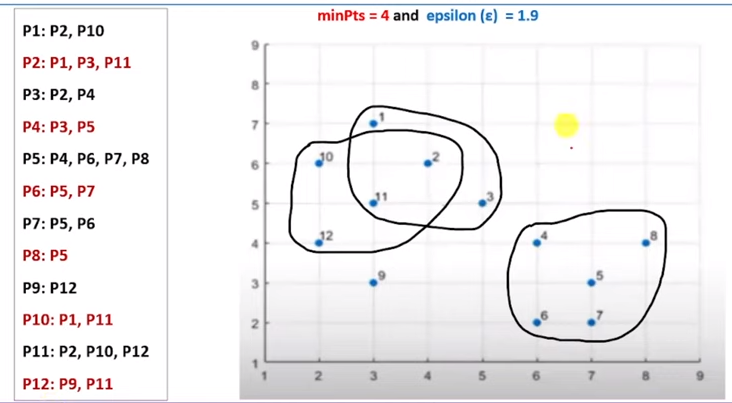 minPts = 4 and epsilon (ε) = 1.9
P1: P2, P10
P2: P1, P3, P11
P3: P2, P4
P4: P3, P5
P5: P4, P6, P7, P8
P6: P5, P7
P7: P5, P6
P8: P5
P9: P12
P10: P1, P11
P11: P2, P10, P12
P12: P9, P11
9
8
7
6
5
4
3
2
1
1
10
2
11
3
12
4
8
9
5
6
7
1 2 3 4 5 6 7 8 9